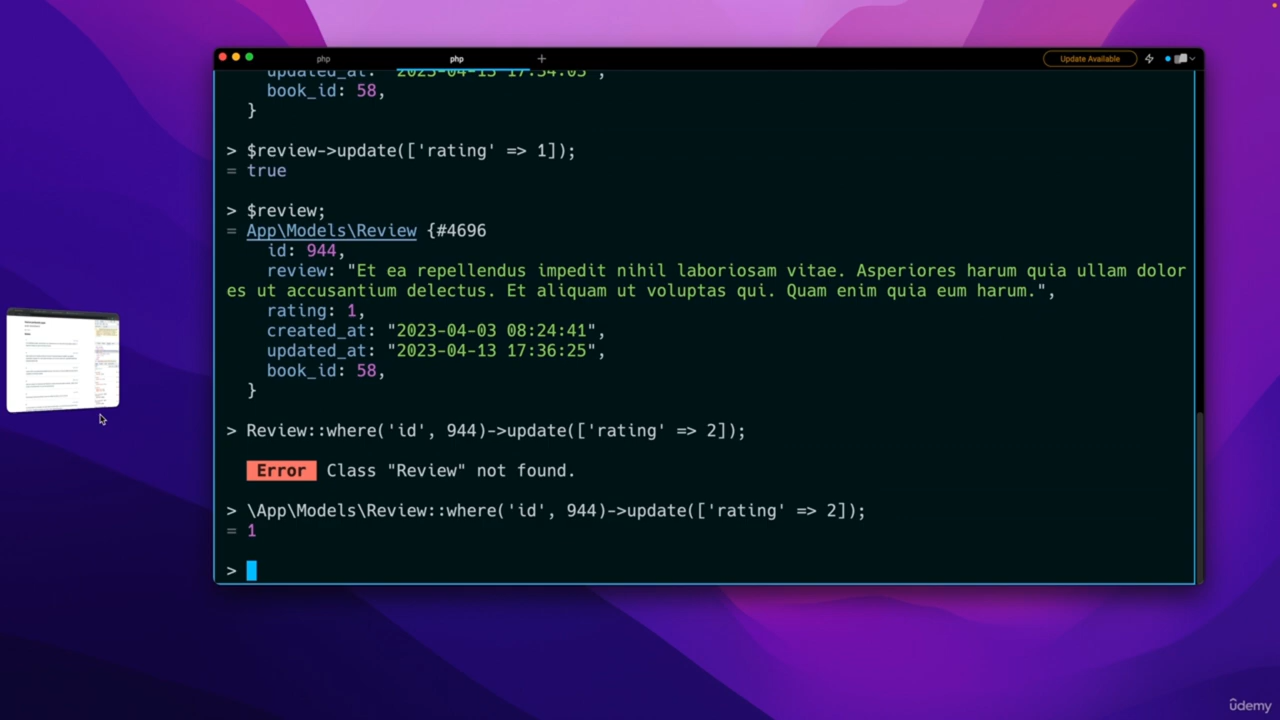 php
php
+
Update Available
updated_at: "2023-04-13 17:34:03",
book_id: 58,
}
> $review->update(['rating' => 1]);
= true
> $review;
= App\Models\Review {#4696
id: 944,
review: "Et ea repellendus impedit nihil laboriosam vitae. Asperiores harum quia ullam dolor
es ut accusantium delectus. Et aliquam ut voluptas qui. Quam enim quia eum harum.",
rating: 1,
created_at: "2023-04-03 08:24:41",
updated_at: "2023-04-13 17:36:25",
book_id: 58,
}
> Review::where('id', 944)->update(['rating' => 2]);
Error Class "Review" not found.
> \App\Models\Review::where('id', 944)->update(['rating' => 2]);
= 1
>
ûdemy